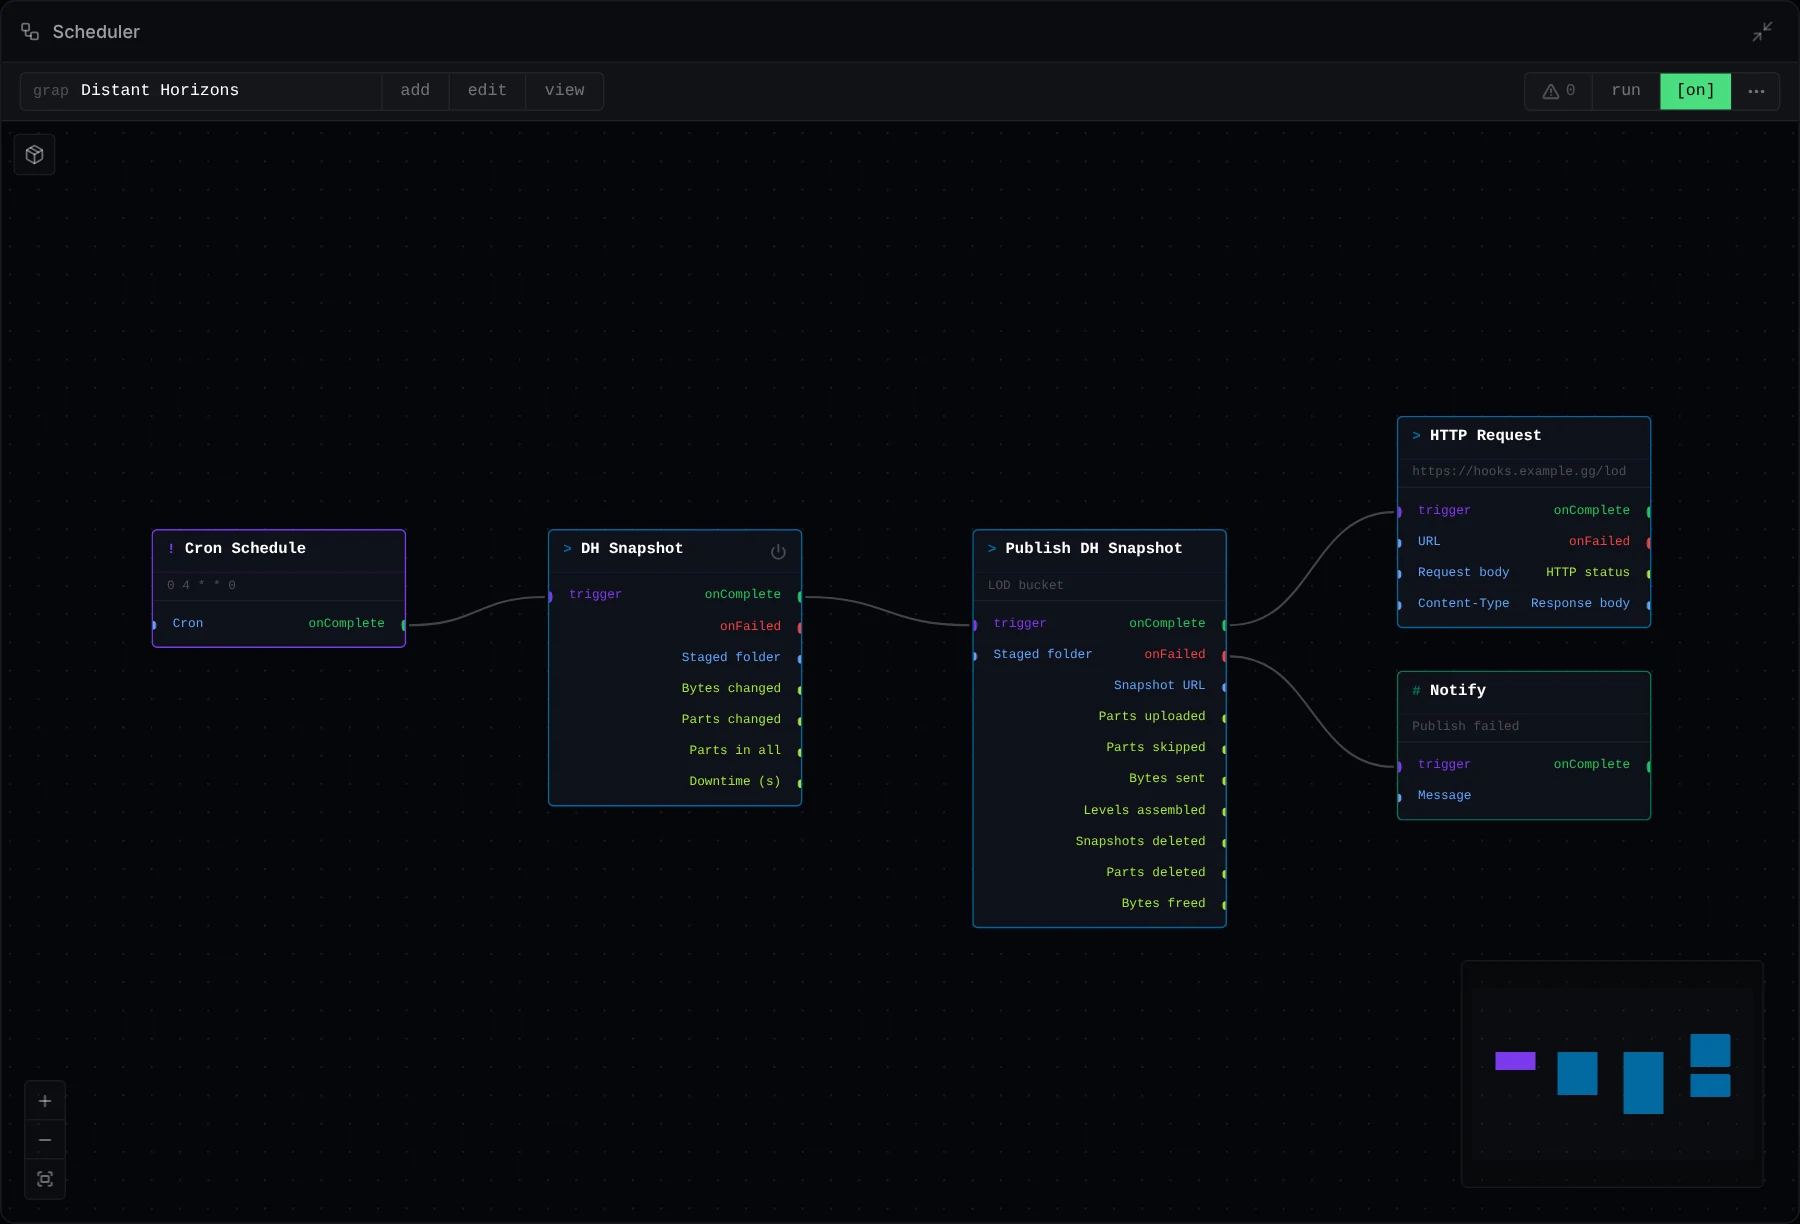 Scheduler
grap Distant Horizons add edit view
0 run [on] ...
! Cron Schedule
0 4 * * 0
Cron onComplete
> DH Snapshot
trigger onComplete
onFailed
Staged folder
Bytes changed
Parts changed
Parts in all
Downtime (s)
> Publish DH Snapshot
LOD bucket
trigger onComplete
Staged folder onFailed
Snapshot URL
Parts uploaded
Parts skipped
Bytes sent
Levels assembled
Snapshots deleted
Parts deleted
Bytes freed
> HTTP Request
https://hooks.example.gg/lod
trigger onComplete
URL onFailed
Request body HTTP status
Content-Type Response body
# Notify
Publish failed
trigger onComplete
Message